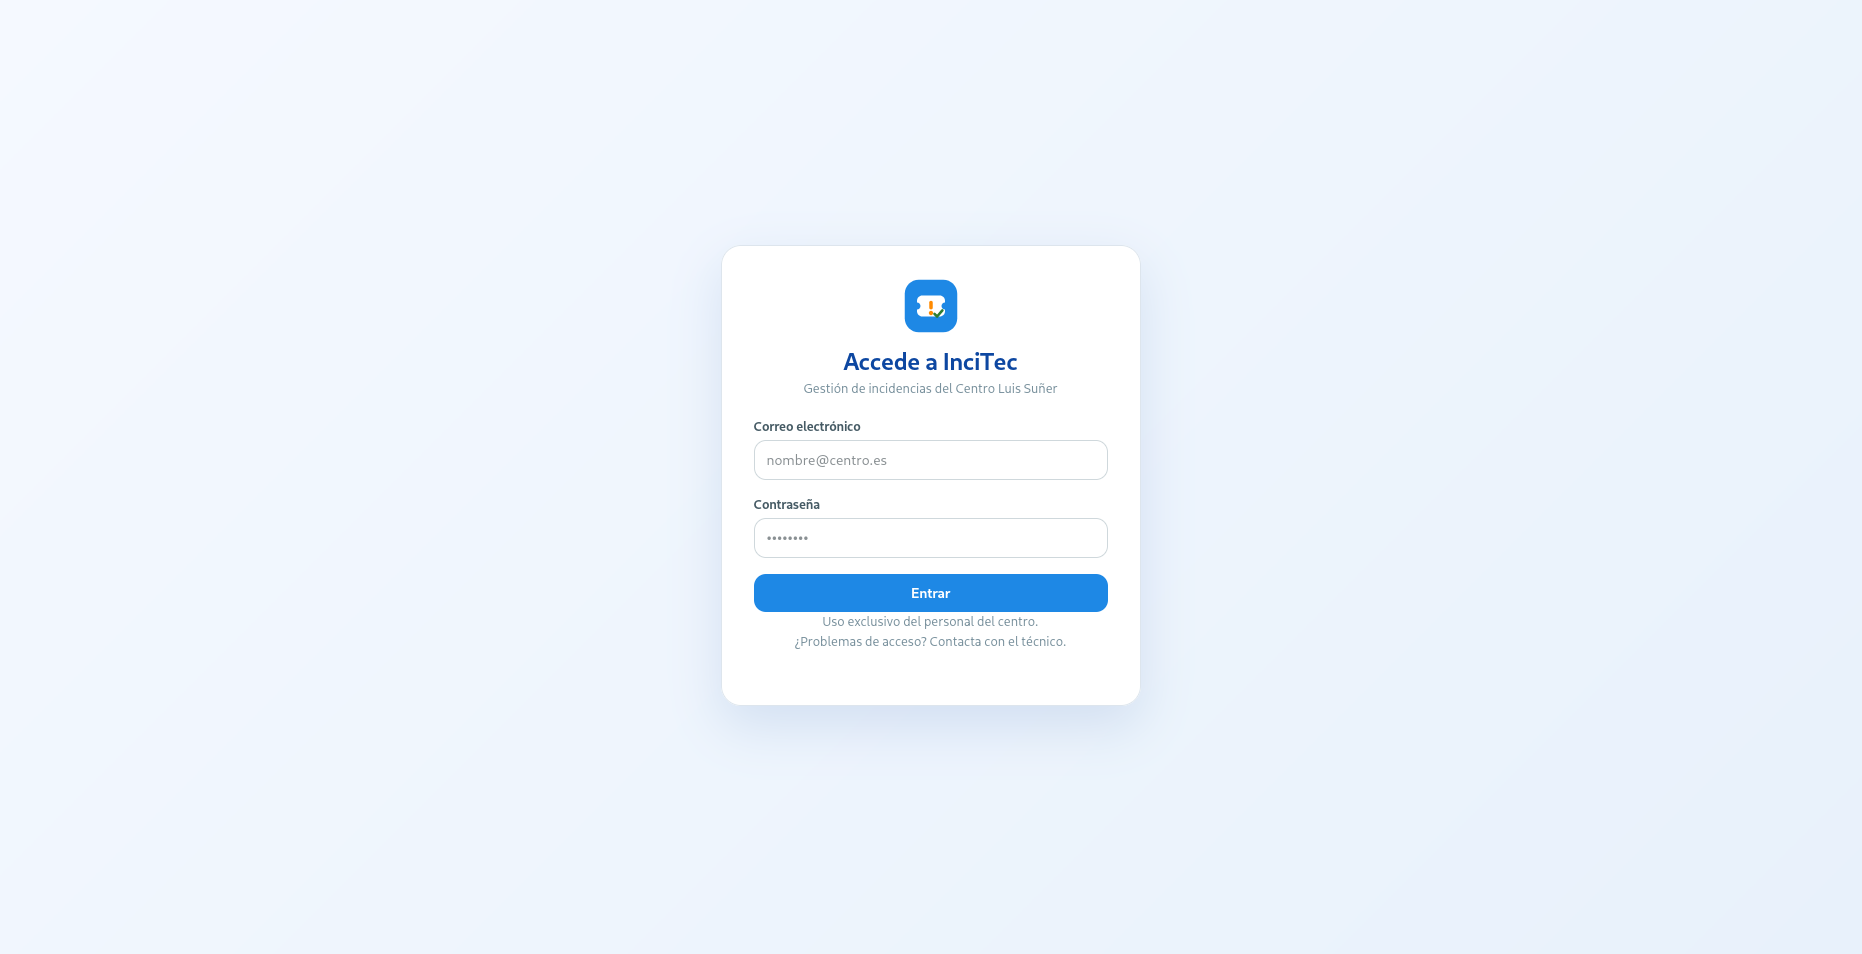 Accede a InciTec
Gestión de incidencias del Centro Luis Suñer
Correo electrónico
nombre@centro.es
Contraseña
••••••••
Entrar
Uso exclusivo del personal del centro.
¿Problemas de acceso? Contacta con el técnico.